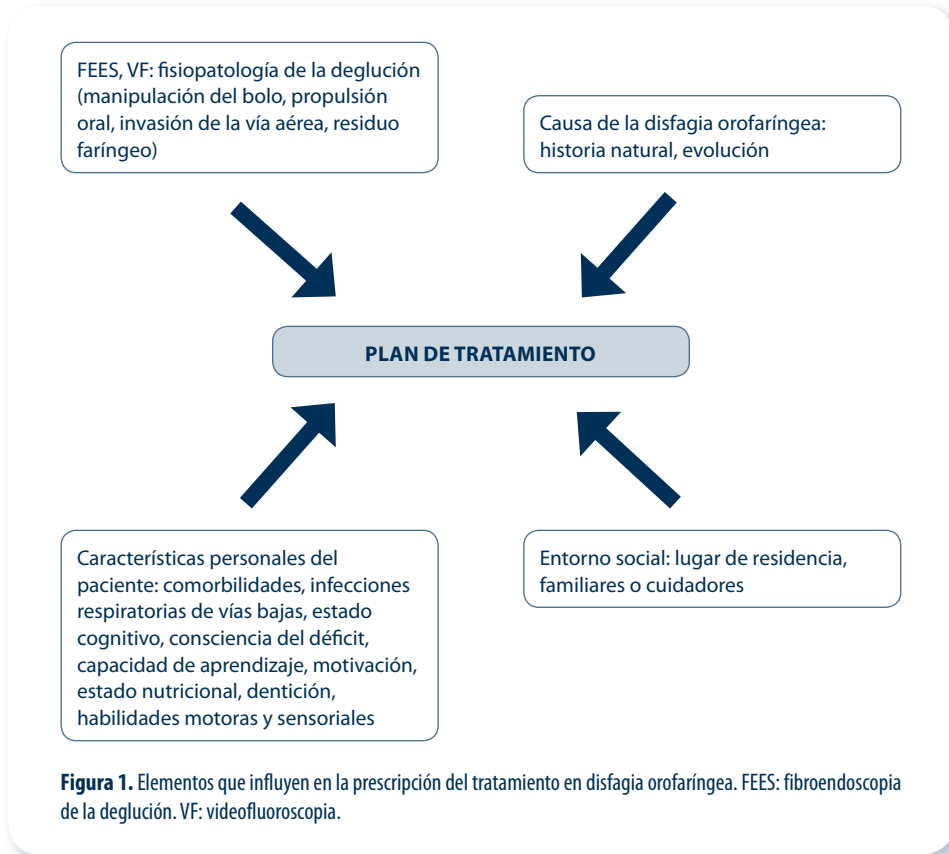 FEES, VF: fisiopatología de la deglución
(manipulación del bolo, propulsión
oral, invasión de la vía aérea, residuo
faríngeo)
Causa de la disfagia orofaríngea:
historia natural, evolución
PLAN DE TRATAMIENTO
Características personales del
paciente: comorbilidades, infecciones
respiratorias de vías bajas, estado
cognitivo, consciencia del déficit,
capacidad de aprendizaje, motivación,
estado nutricional, dentición,
habilidades motoras y sensoriales
Entorno social: lugar de residencia,
familiares o cuidadores
Figura 1. Elementos que influyen en la prescripción del tratamiento en disfagia orofaríngea. FEES: fibroendoscopia
de la deglución. VF: videofluoroscopia.